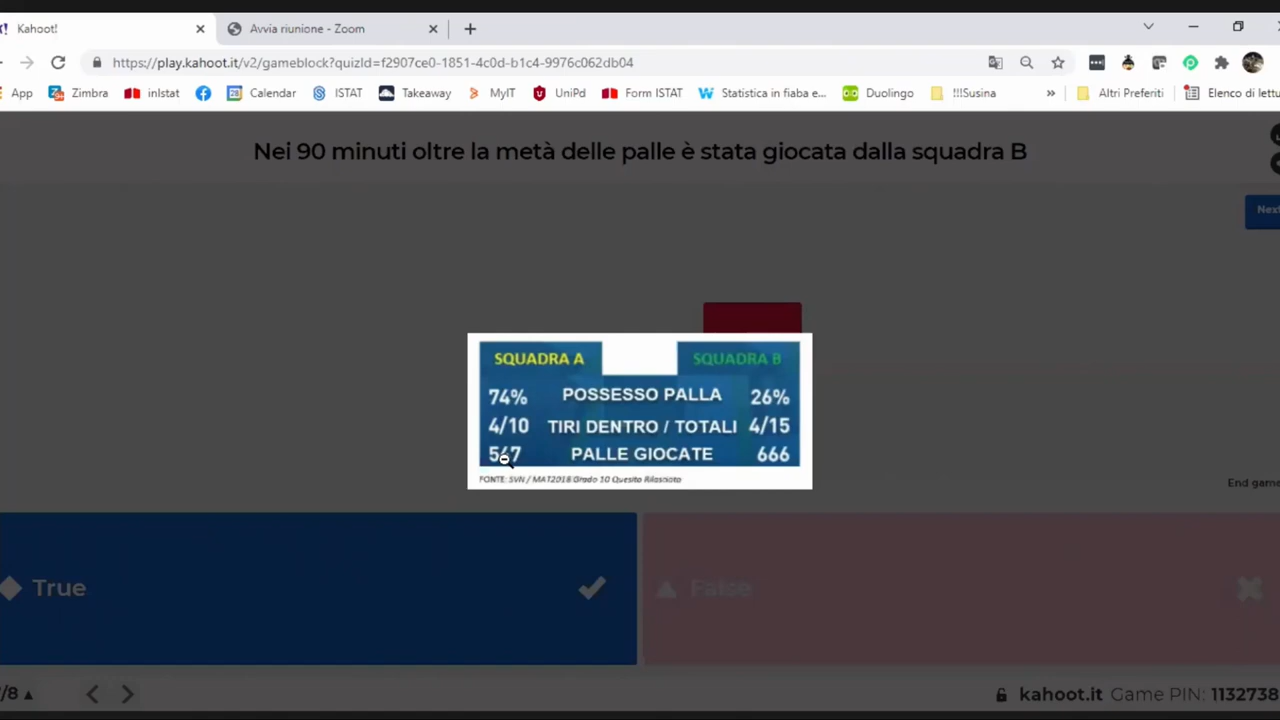 Kahoot!
Avvia riunione - Zoom
https://play.kahoot.it/v2/gameblock?quizId=f2907ce0-1851-4c0d-b1c4-9976c062db04
App Zimbra inIstat Calendar ISTAT Takeaway MyIT UniPd Form ISTAT Statistica in fiaba e... Duolingo !!!Susina » Altri Preferiti Elenco di lettu
Nei 90 minuti oltre la metà delle palle è stata giocata dalla squadra B
Next
SQUADRA A SQUADRA B
74% POSSESSO PALLA 26%
4/10 TIRI DENTRO / TOTALI 4/15
PALLE GIOCATE 666
FONTE: SVN / MAT2018 Grado 10 Quesito Rilasciato
End game
True
False
/8
kahoot.it Game PIN: 1132738